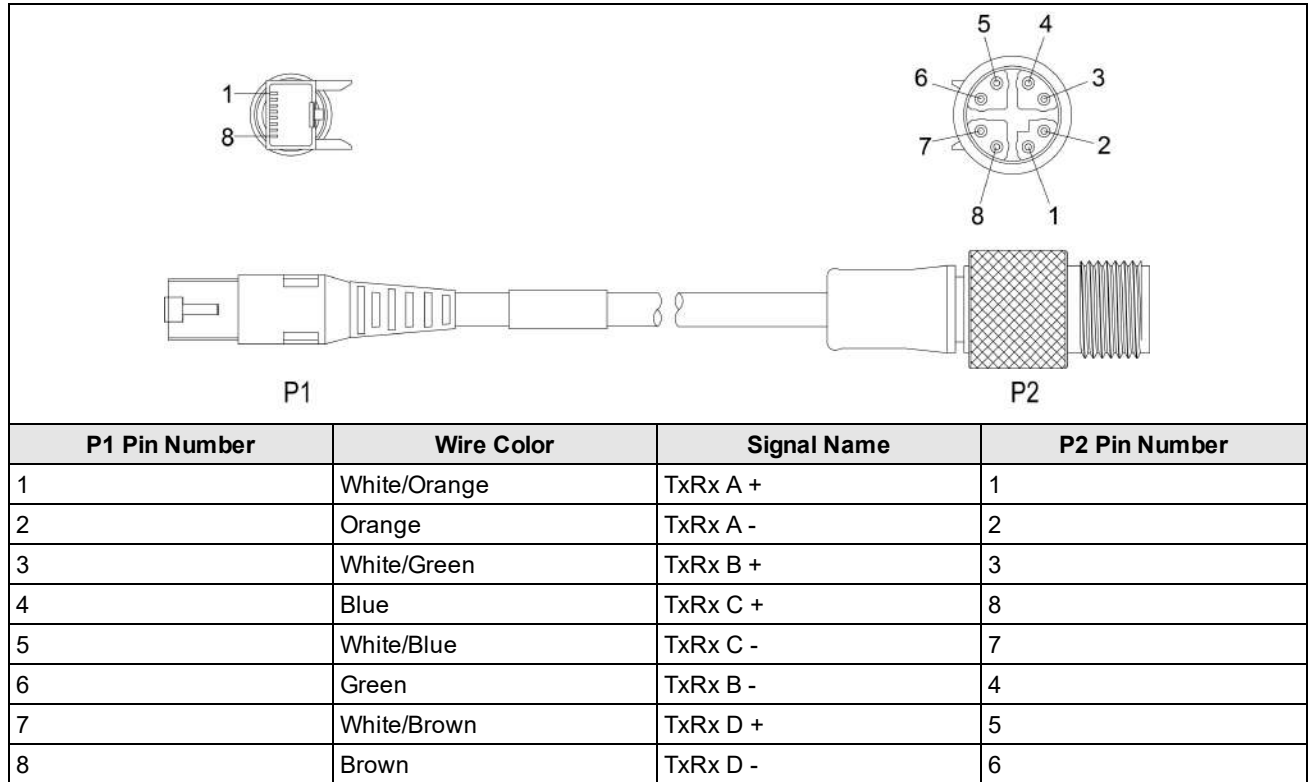 5 4
6 3
1
8
7 2
8 1
P1 P2
P1 Pin Number Wire Color Signal Name P2 Pin Number
1 White/Orange TxRx A + 1
2 Orange TxRx A - 2
3 White/Green TxRx B + 3
4 Blue TxRx C + 8
5 White/Blue TxRx C - 7
6 Green TxRx B - 4
7 White/Brown TxRx D + 5
8 Brown TxRx D - 6